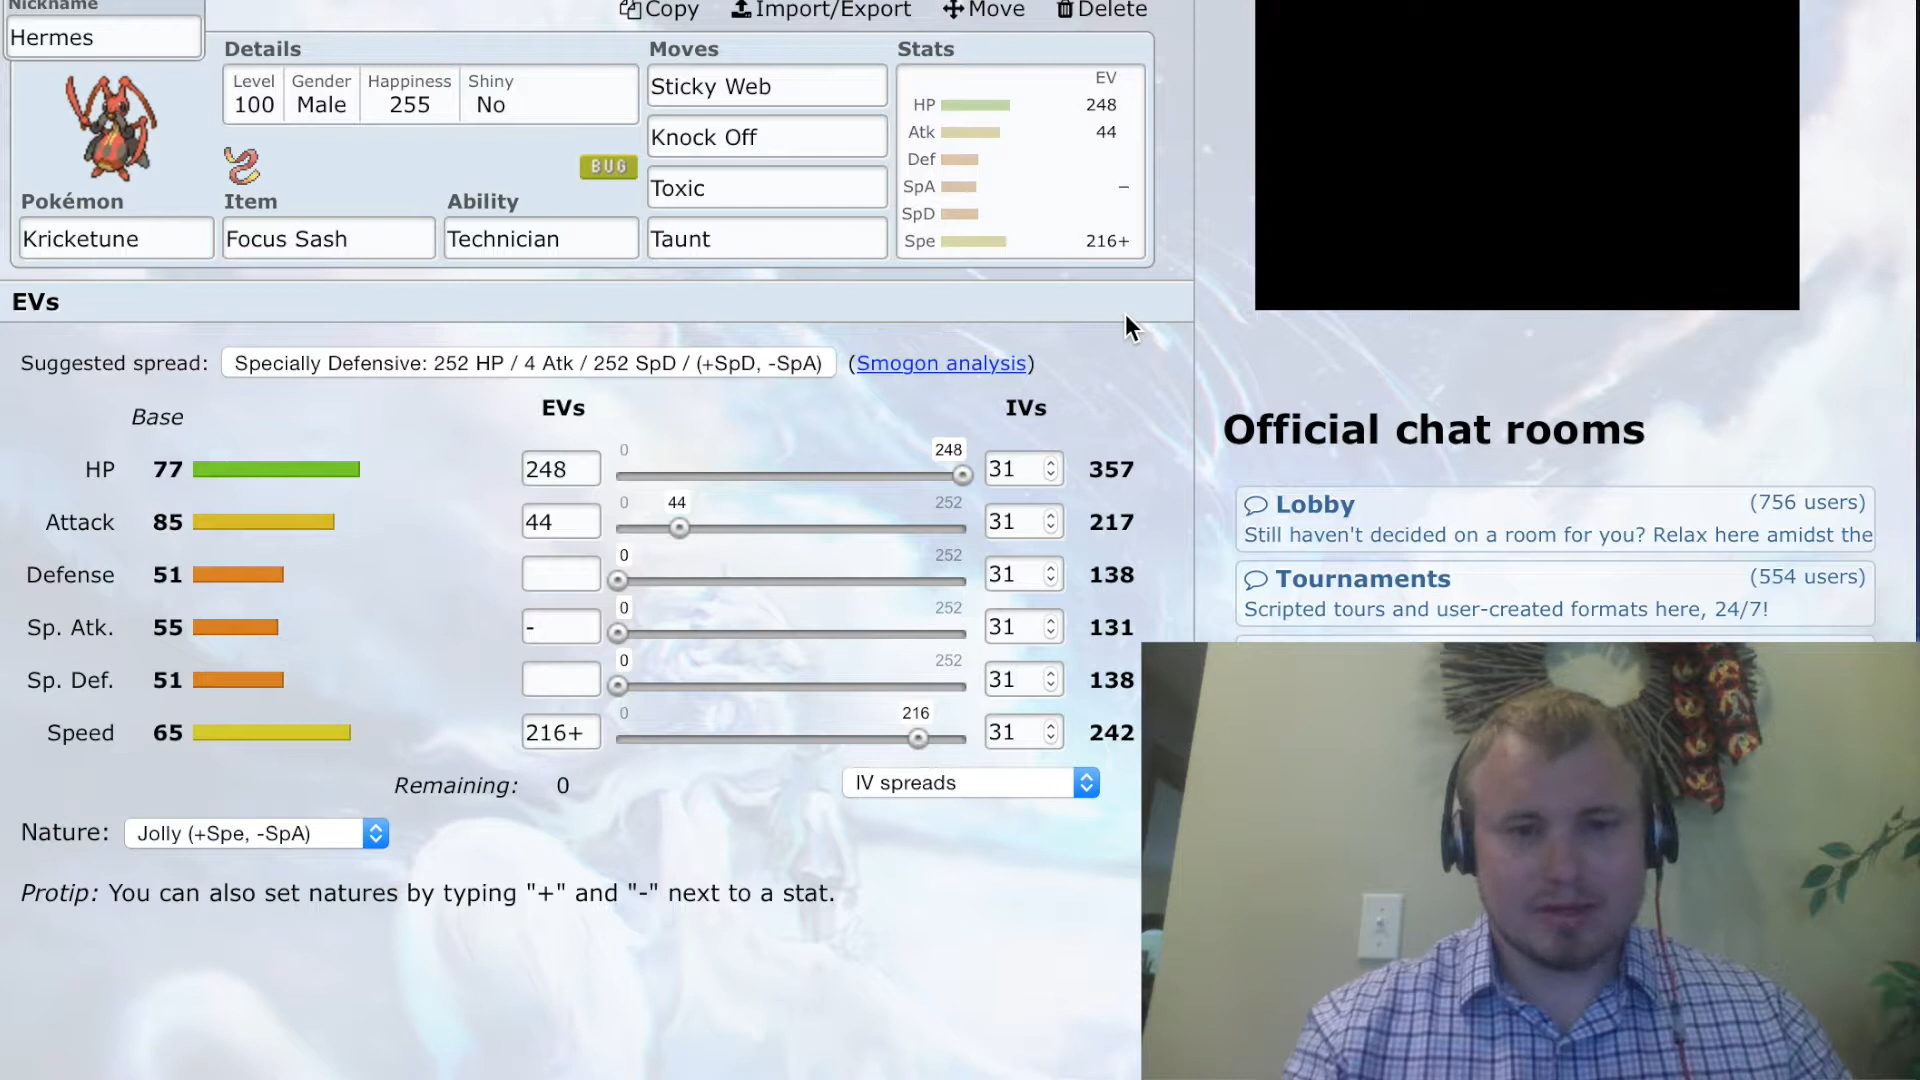 Nickname
Hermes
Copy Import/Export Move Delete
Details
Level 100
Gender Male
Happiness 255
Shiny No
BUG
Pokémon
Kricketune
Item
Focus Sash
Ability
Technician
Moves
Sticky Web
Knock Off
Toxic
Taunt
Stats
EV
HP 248
Atk 44
Def
SpA –
SpD
Spe 216+
EVs
Suggested spread: Specially Defensive: 252 HP / 4 Atk / 252 SpD / (+SpD, -SpA) (Smogon analysis)
Base EVs IVs
HP 77 248 0 248 31 357
Attack 85 44 0 44 252 31 217
Defense 51 0 252 31 138
Sp. Atk. 55 - 0 252 31 131
Sp. Def. 51 0 252 31 138
Speed 65 216+ 0 216 31 242
Remaining: 0
IV spreads
Nature: Jolly (+Spe, -SpA)
Protip: You can also set natures by typing "+" and "-" next to a stat.
Official chat rooms
Lobby (756 users)
Still haven't decided on a room for you? Relax here amidst the
Tournaments (554 users)
Scripted tours and user-created formats here, 24/7!